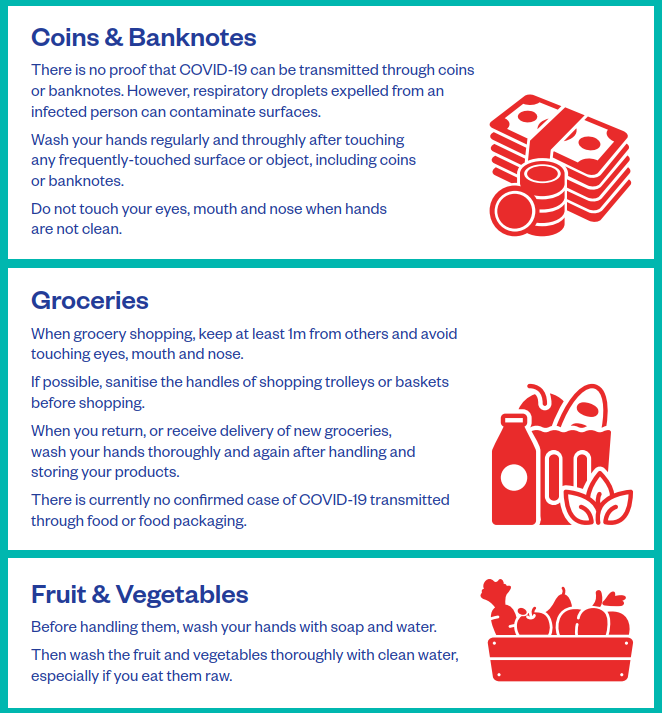 Coins & Banknotes
There is no proof that COVID-19 can be transmitted through coins
or banknotes. However, respiratory droplets expelled from an
infected person can contaminate surfaces.
Wash your hands regularly and throughly after touching
any frequently-touched surface or object, including coins
or banknotes.
Do not touch your eyes, mouth and nose when hands
are not clean.
Groceries
When grocery shopping, keep at least 1m from others and avoid
touching eyes, mouth and nose.
If possible, sanitise the handles of shopping trolleys or baskets
before shopping.
When you return, or receive delivery of new groceries,
wash your hands thoroughly and again after handling and
storing your products.
There is currently no confirmed case of COVID-19 transmitted
through food or food packaging.
Fruit & Vegetables
Before handling them, wash your hands with soap and water.
Then wash the fruit and vegetables thoroughly with clean water,
especially if you eat them raw.